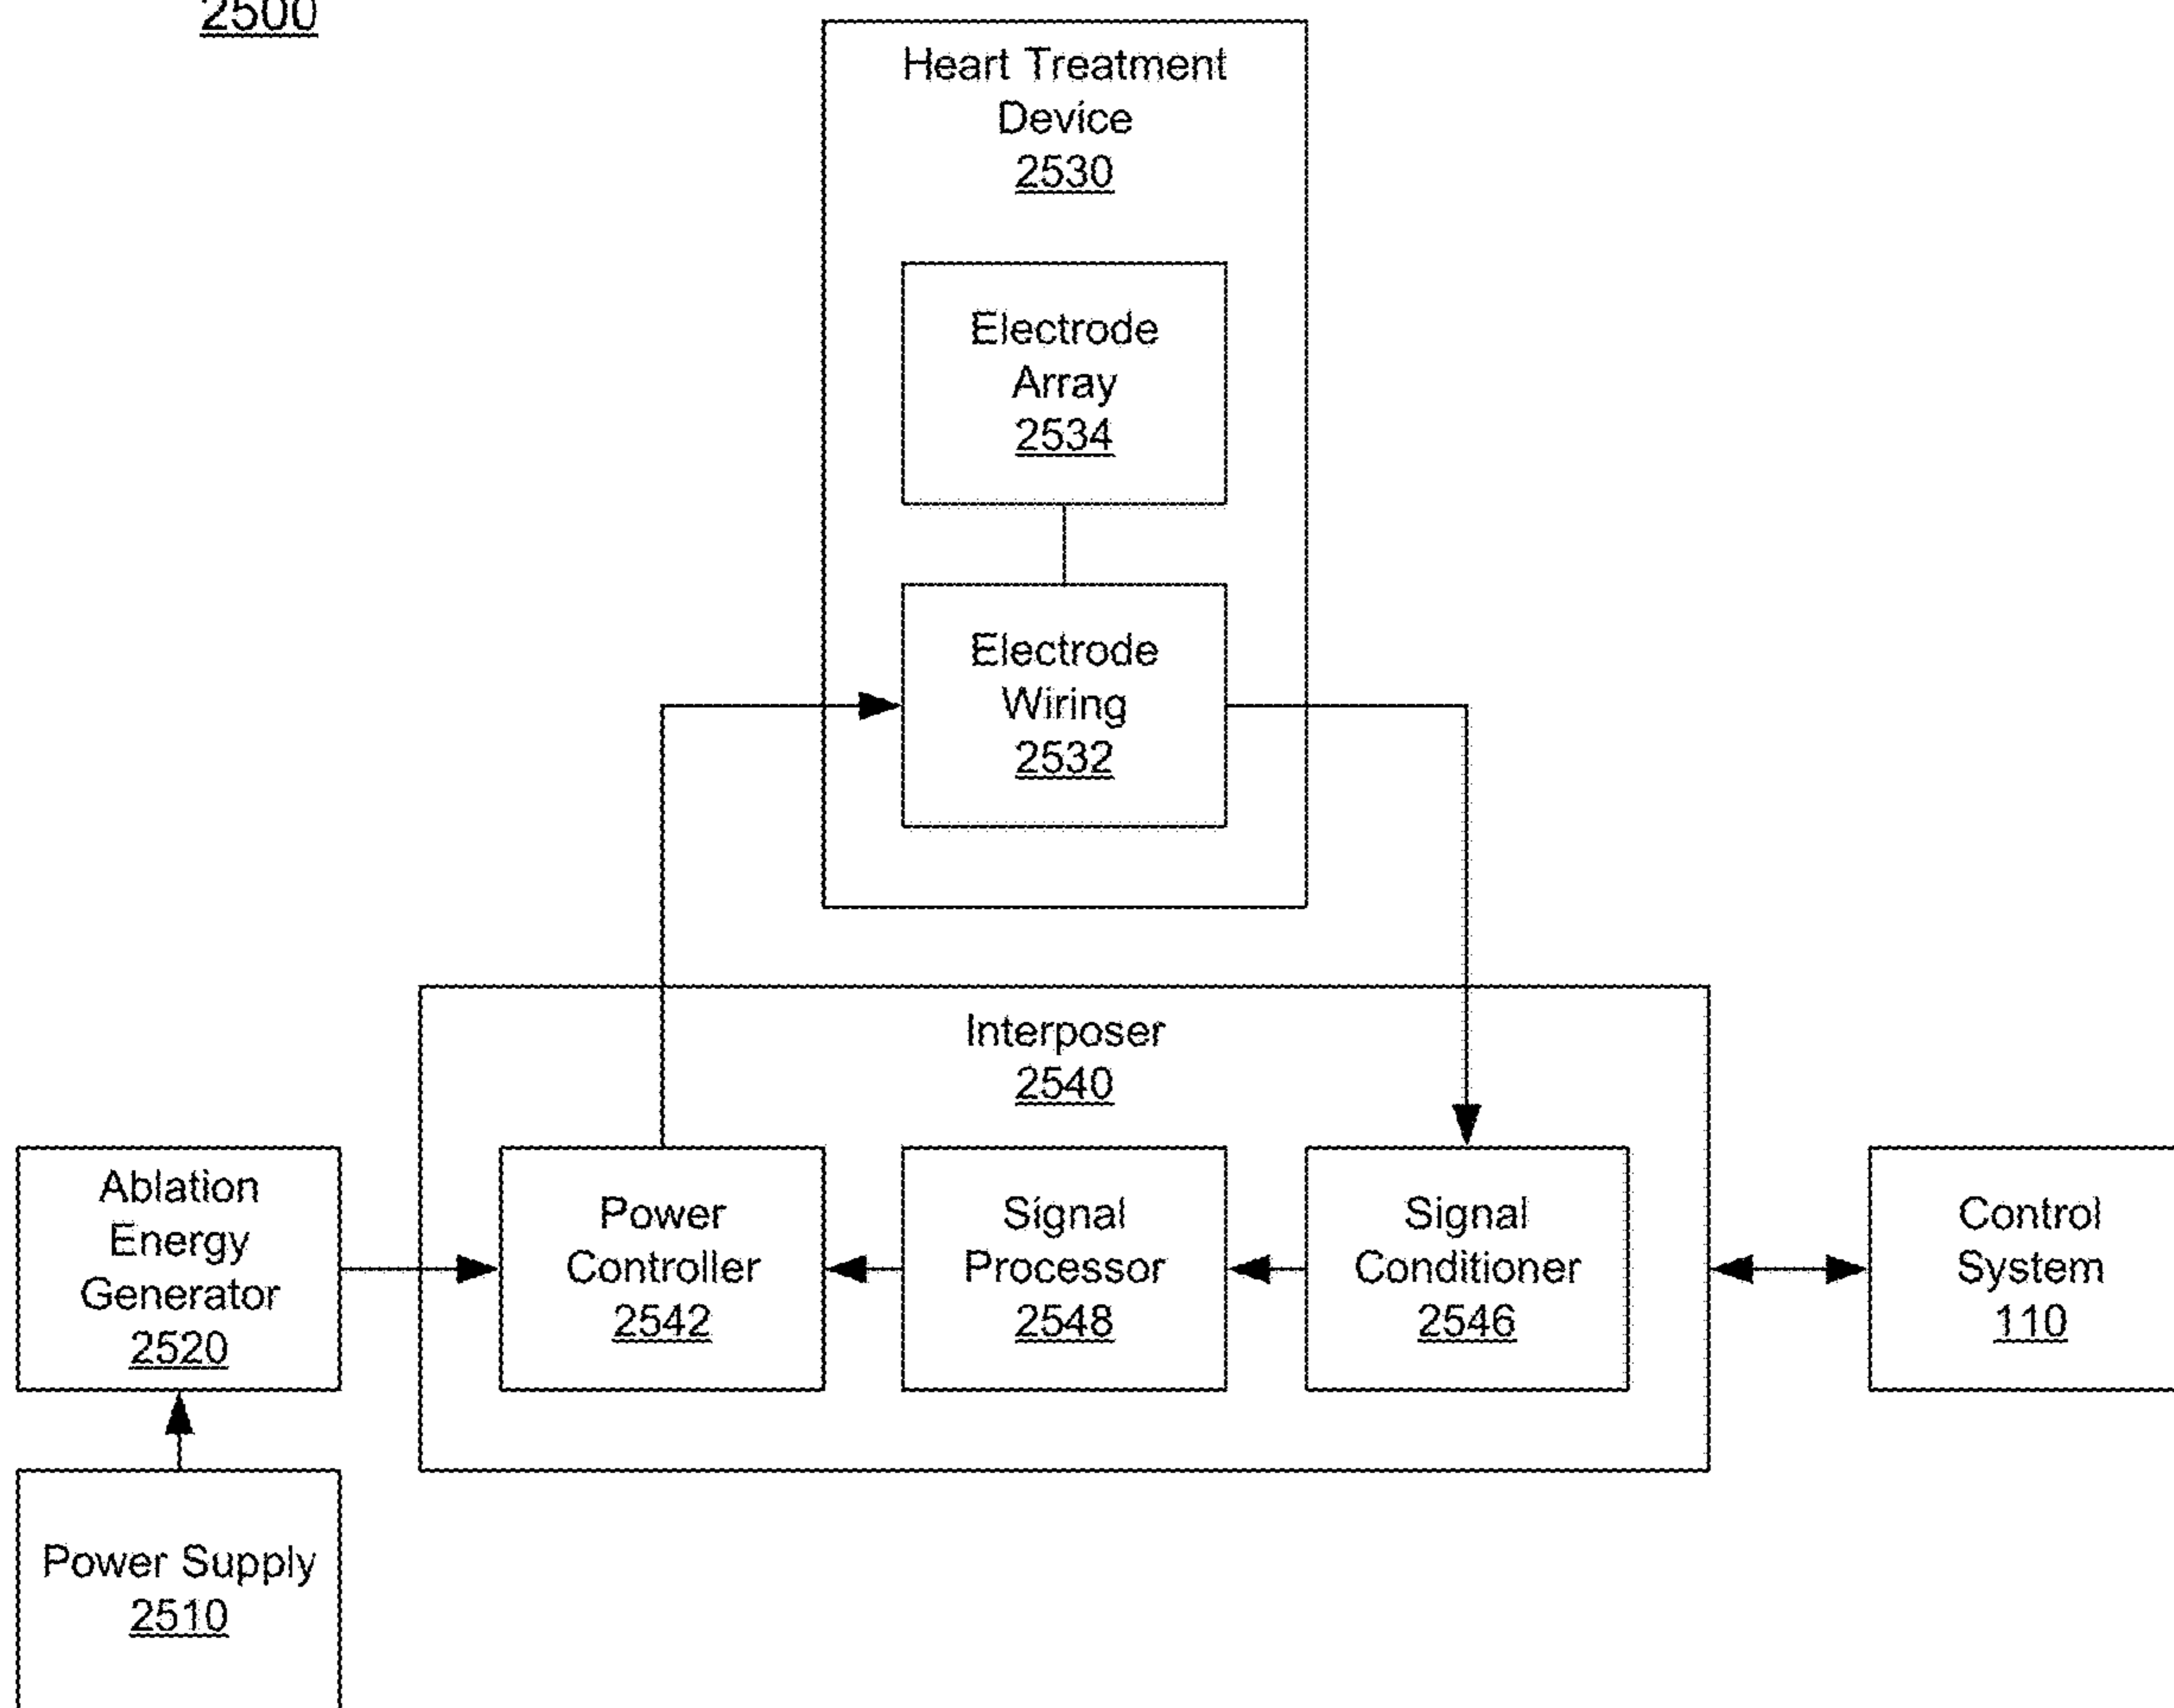 2500
Heart Treatment
Device
2530
Electrode
Array
2534
Electrode
Wiring
2532
Interposer
2540
Ablation
Energy
Generator
2520
Power
Controller
2542
Signal
Processor
2548
Signal
Conditioner
2546
Control
System
110
Power Supply
2510